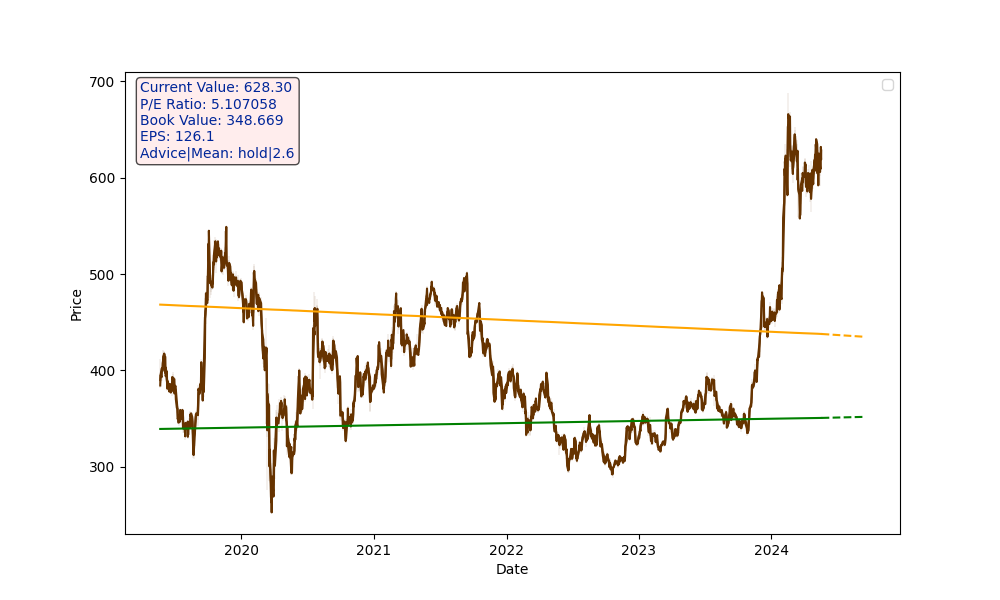 Current Value: 628.30
P/E Ratio: 5.107058
Book Value: 348.669
EPS: 126.1
Advice|Mean: hold|2.6
700
600
500
400
300
Price
2020
2021
2022
2023
2024
Date